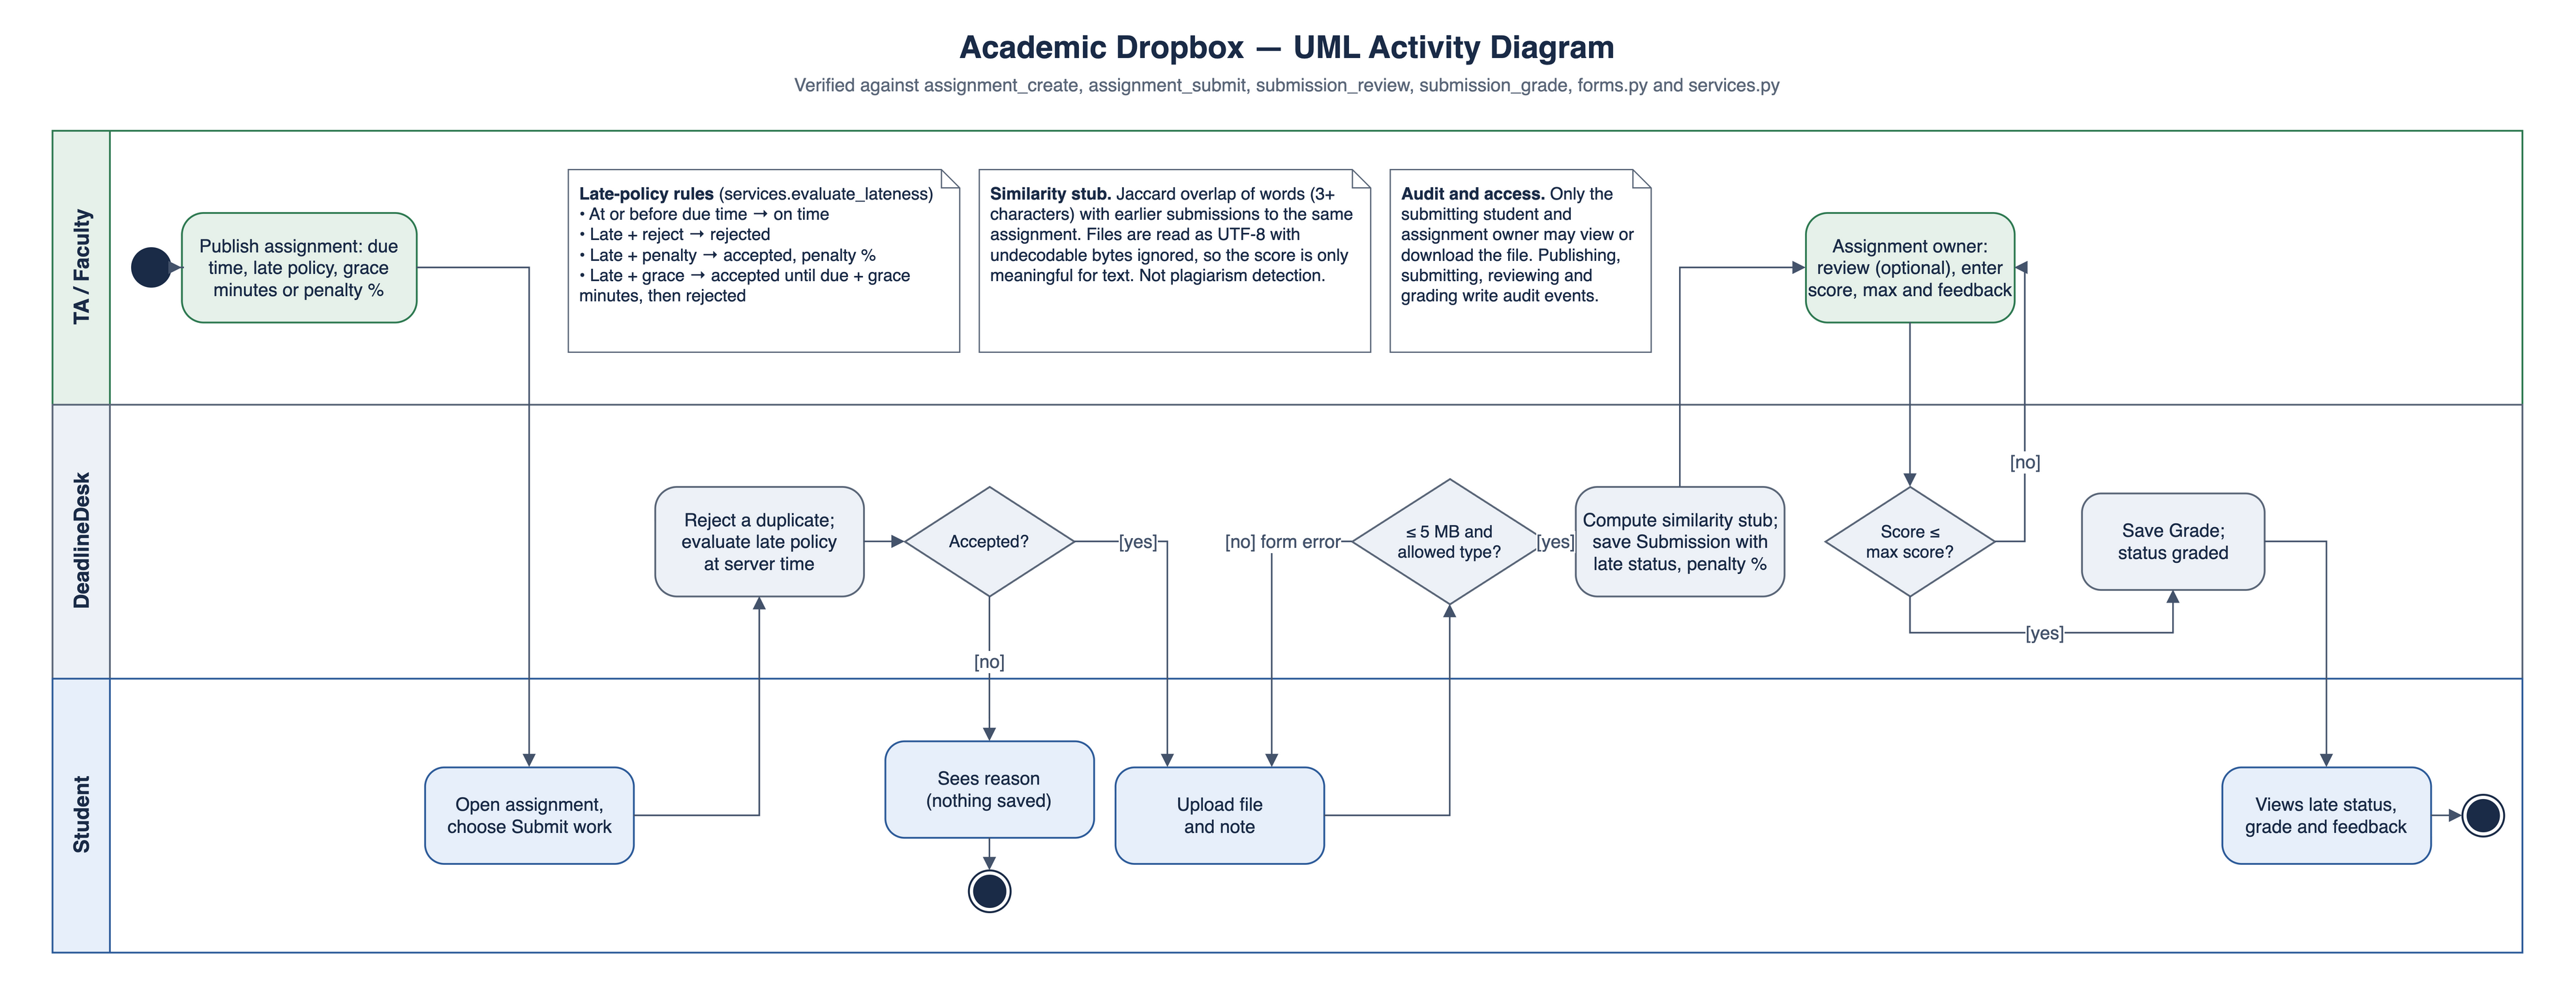 Academic Dropbox — UML Activity Diagram
Verified against assignment_create, assignment_submit, submission_review, submission_grade, forms.py and services.py
TA / Faculty
Publish assignment: due
time, late policy, grace
minutes or penalty %
Late-policy rules (services.evaluate_lateness)
• At or before due time → on time
• Late + reject → rejected
• Late + penalty → accepted, penalty %
• Late + grace → accepted until due + grace
minutes, then rejected
Similarity stub. Jaccard overlap of words (3+
characters) with earlier submissions to the same
assignment. Files are read as UTF-8 with
undecodable bytes ignored, so the score is only
meaningful for text. Not plagiarism detection.
Audit and access. Only the
submitting student and
assignment owner may view or
download the file. Publishing,
submitting, reviewing and
grading write audit events.
Assignment owner:
review (optional), enter
score, max and feedback
DeadlineDesk
Reject a duplicate;
evaluate late policy
at server time
Accepted?
[yes]
[no]
[no] form error
≤ 5 MB and
allowed type?
[yes]
Compute similarity stub;
save Submission with
late status, penalty %
Score ≤
max score?
[no]
[yes]
Save Grade;
status graded
Student
Open assignment,
choose Submit work
Sees reason
(nothing saved)
Upload file
and note
Views late status,
grade and feedback